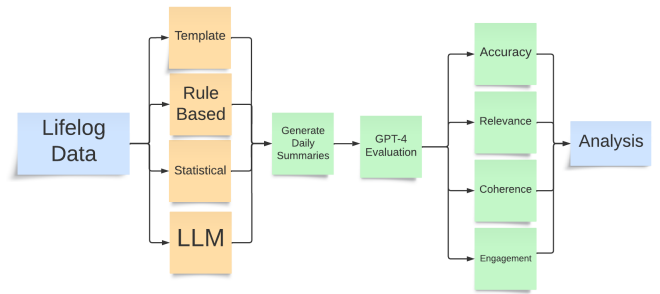 Lifelog
Data
Template
Rule
Based
Statistical
LLM
Generate
Daily
Summaries
GPT-4
Evaluation
Accuracy
Relevance
Coherence
Engagement
Analysis